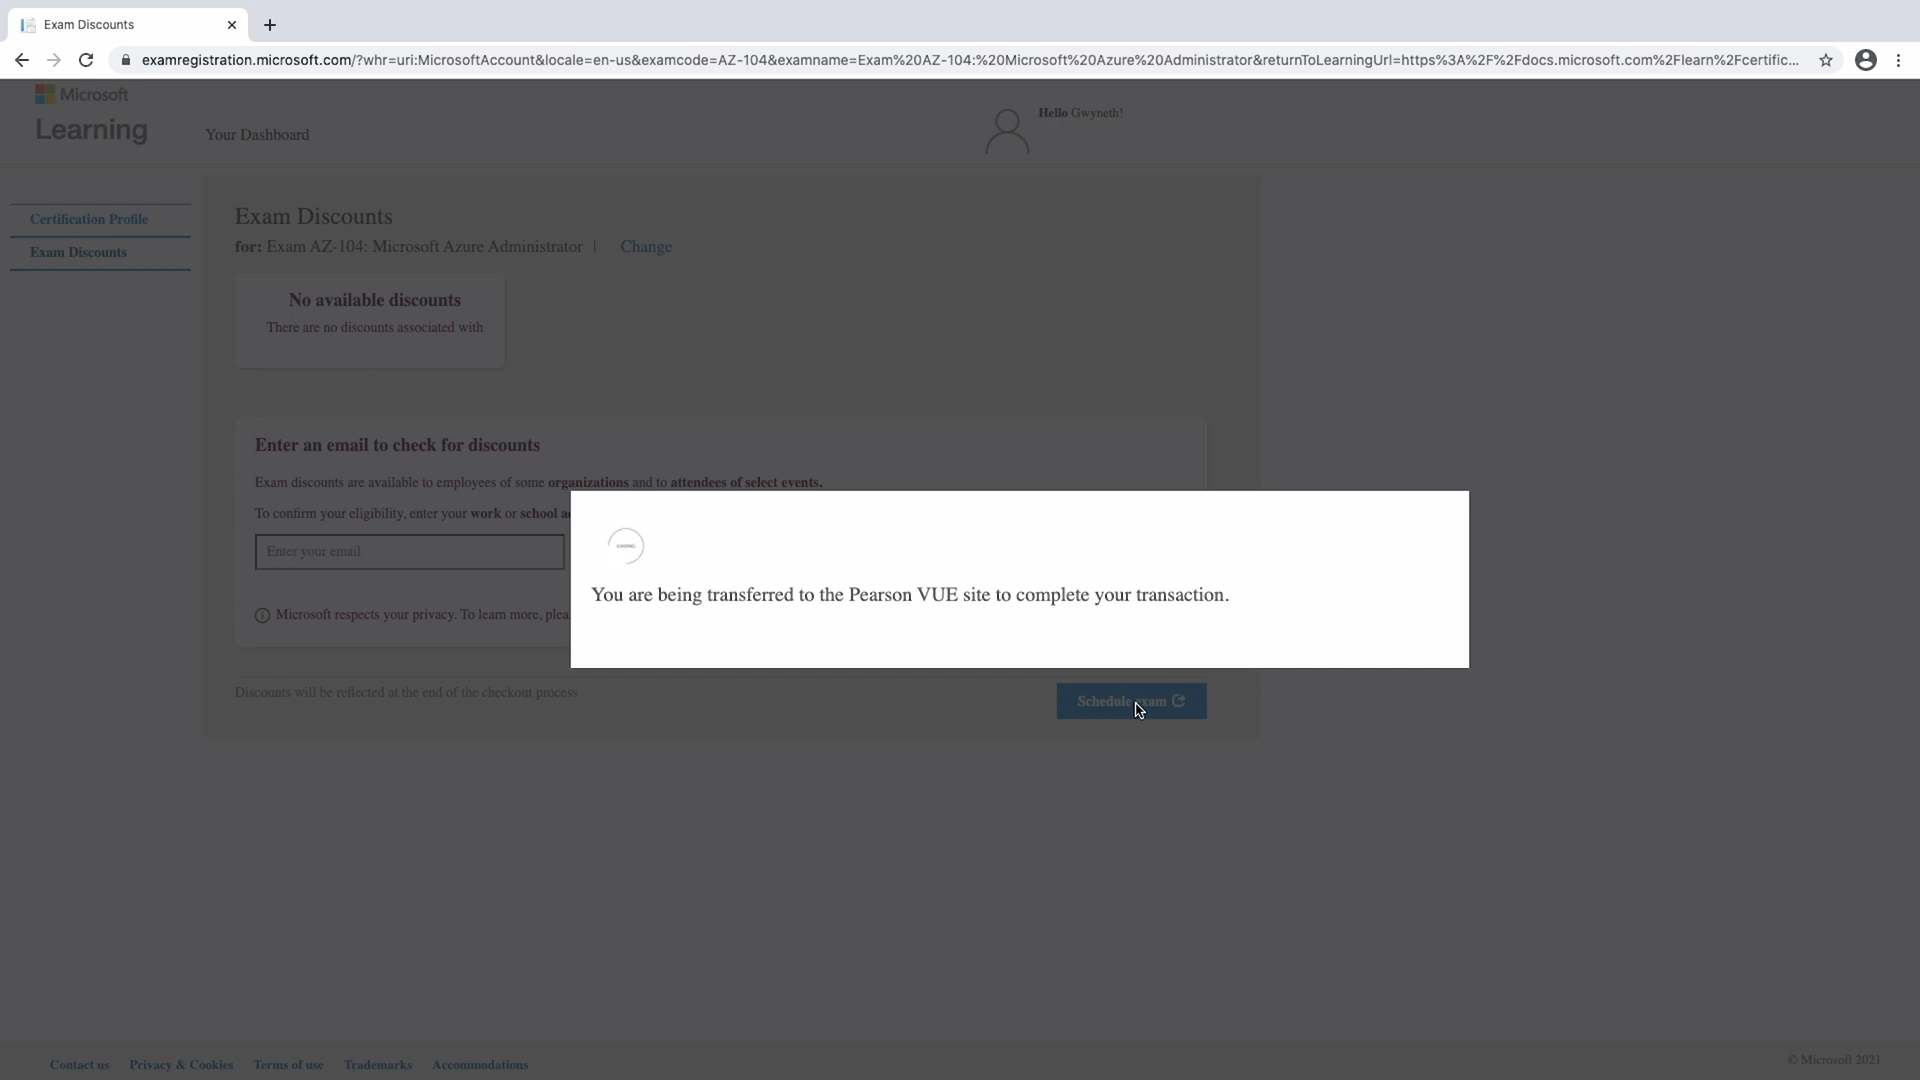 Exam Discounts
examregistration.microsoft.com/?whr=uri:MicrosoftAccount&locale=en-us&examcode=AZ-104&examname=Exam%20AZ-104:%20Microsoft%20Azure%20Administrator&returnToLearningUrl=https%3A%2F%2Fdocs.microsoft.com%2Flearn%2Fcertific...
Microsoft
Learning
Your Dashboard
Hello Gwyneth!
Certification Profile
Exam Discounts
Exam Discounts
for: Exam AZ-104: Microsoft Azure Administrator | Change
No available discounts
There are no discounts associated with
Enter an email to check for discounts
Exam discounts are available to employees of some organizations and to attendees of select events.
To confirm your eligibility, enter your work or school a
Enter your email
Microsoft respects your privacy. To learn more, plea
You are being transferred to the Pearson VUE site to complete your transaction.
Discounts will be reflected at the end of the checkout process
Schedule exam
Contact us Privacy & Cookies Terms of use Trademarks Accommodations
© Microsoft 2021